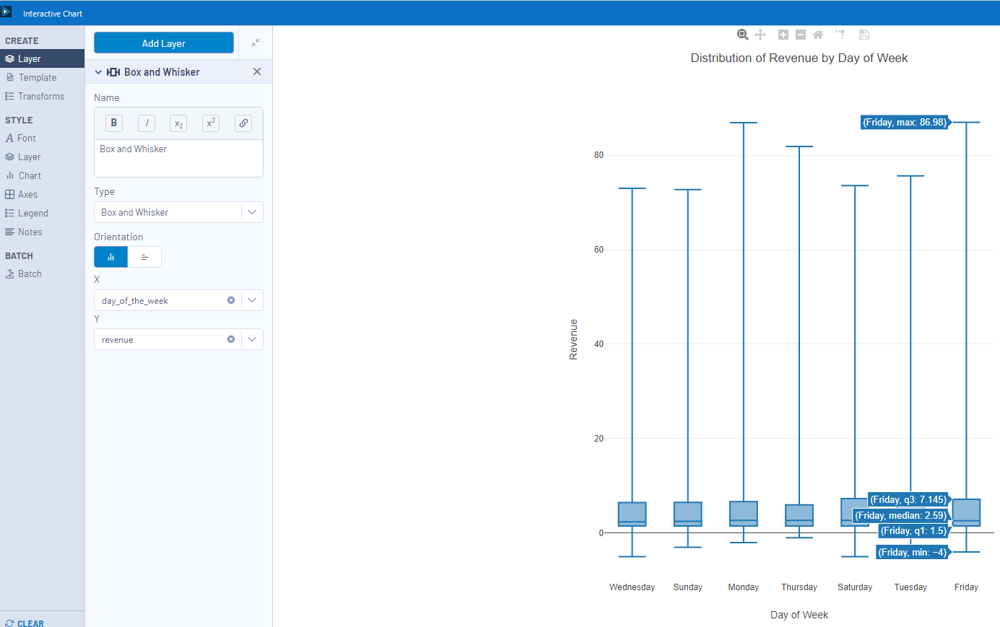 Interactive Chart
CREATE
Layer
Template
Transforms
STYLE
Font
Layer
Chart
Axes
Legend
Notes
BATCH
Batch
CLEAR
Add Layer
Box and Whisker
Name
B I x2 x2
Box and Whisker
Type
Box and Whisker
Orientation
X
day_of_the_week
Y
revenue
Distribution of Revenue by Day of Week
(Friday, max: 86.98)
80
60
Revenue
40
20
(Friday, q3: 7.145)
(Friday, median: 2.59)
(Friday, q1: 1.5)
0
(Friday, min: −4)
Wednesday Sunday Monday Thursday Saturday Tuesday Friday
Day of Week